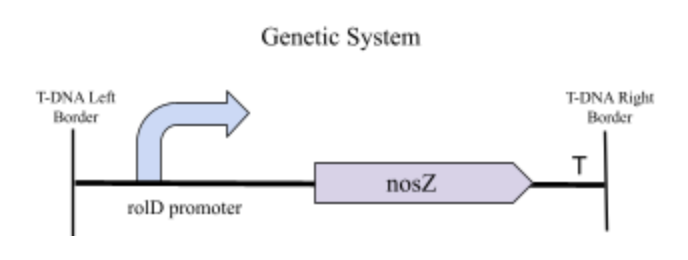 Genetic System
T-DNA Left
Border
T-DNA Right
Border
T
nosZ
rolD promoter